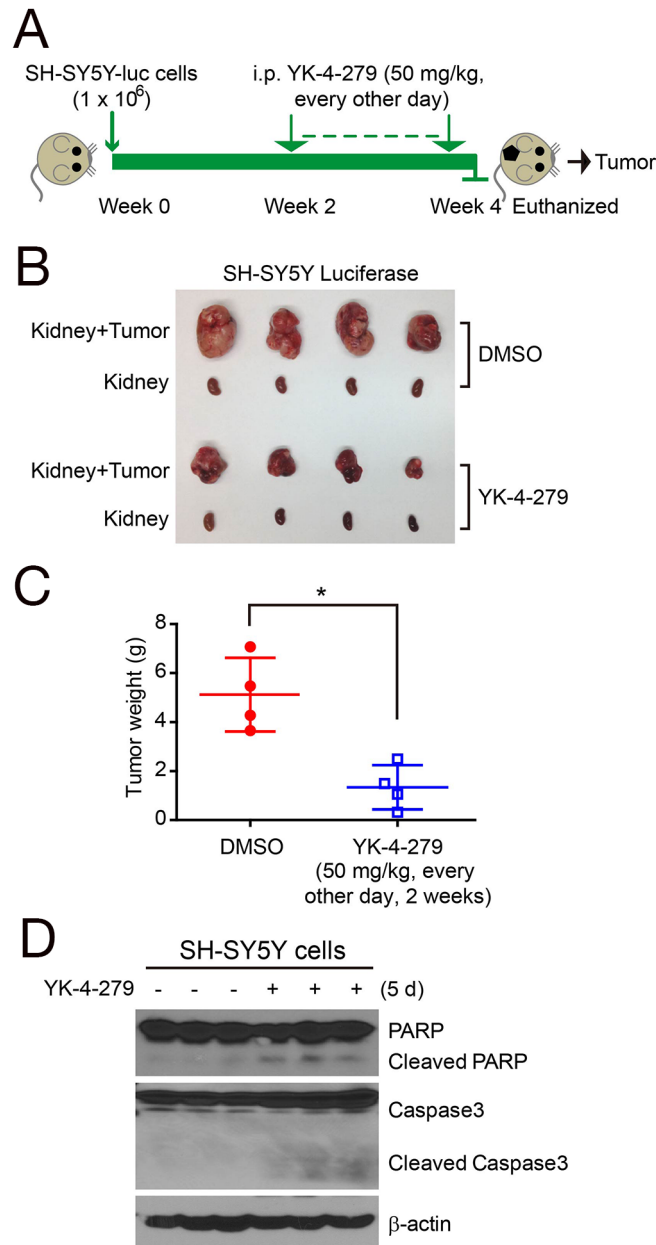 A
SH-SY5Y-luc cells
(1 x 10⁶)
i.p. YK-4-279 (50 mg/kg,
every other day)
Tumor
Week 0
Week 2
Week 4
Euthanized
B
SH-SY5Y Luciferase
Kidney+Tumor
Kidney
DMSO
Kidney+Tumor
Kidney
YK-4-279
C
*
Tumor weight (g)
8
6
4
2
0
DMSO
YK-4-279
(50 mg/kg, every
other day, 2 weeks)
D
SH-SY5Y cells
YK-4-279 - - - + + + (5 d)
PARP
Cleaved PARP
Caspase3
Cleaved Caspase3
β-actin